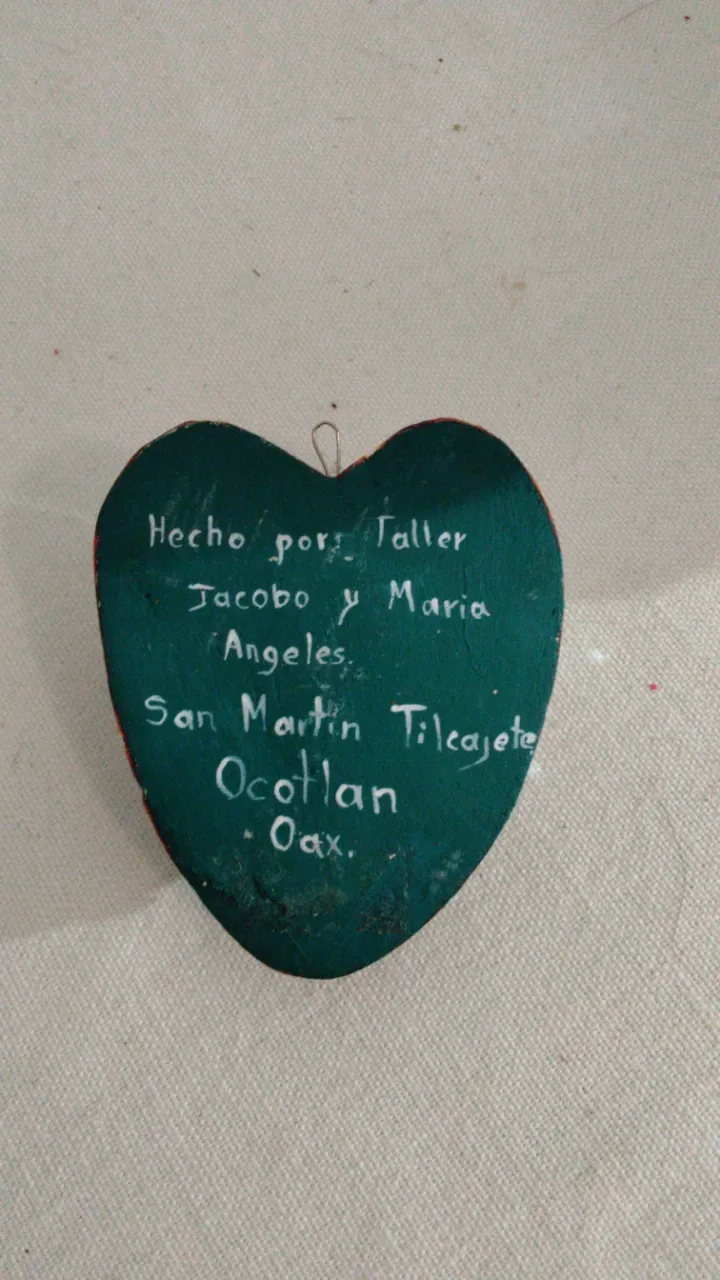 Hecho por: Taller
Jacobo y Maria
Angeles.
San Martin Tilcajete
Ocotlan
Oax.